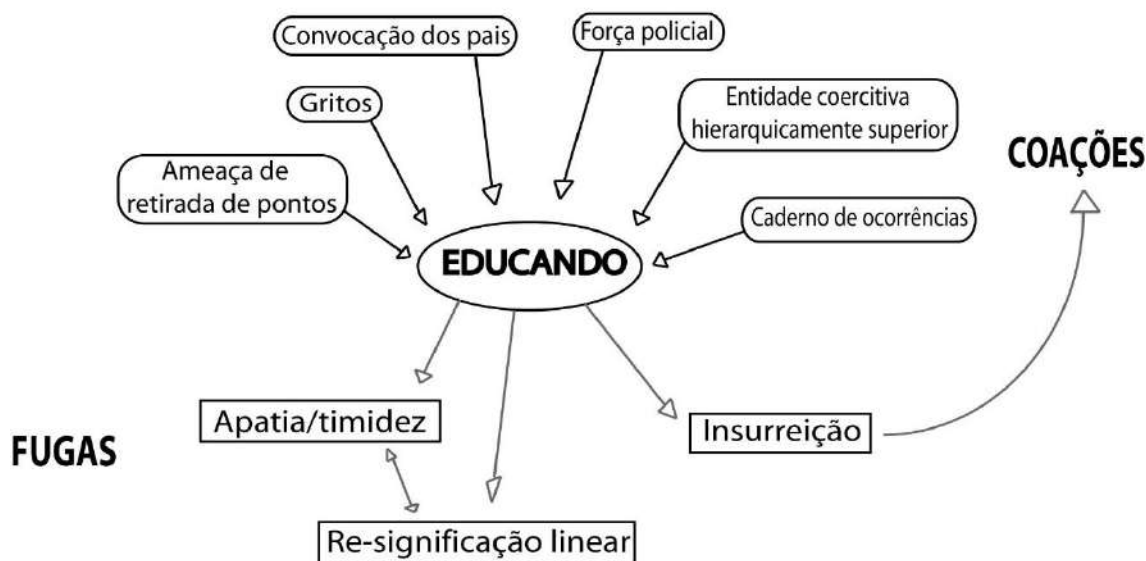 Convocação dos pais
Força policial
Gritos
Entidade coercitiva
hierarquicamente superior
COAÇÕES
Ameaça de
retirada de pontos
Caderno de ocorrências
EDUCANDO
Apatia/timidez
Insurreição
FUGAS
Re-significação linear